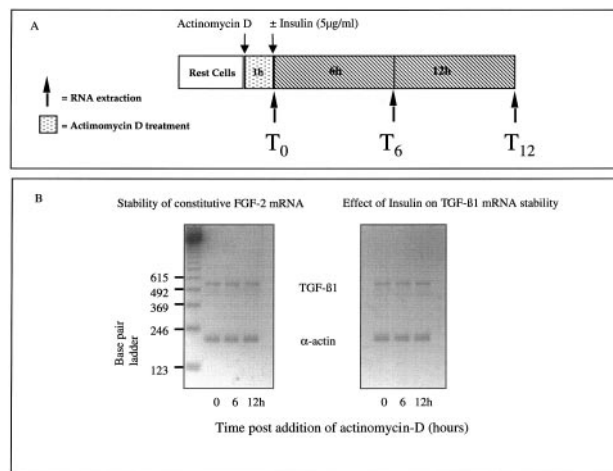 A
Actinomycin D
± Insulin (5µg/ml)
Rest Cells
1h
6h
12h
= RNA extraction
= Actimomycin D treatment
T0
T6
T12
B
Stability of constitutive FGF-2 mRNA
Effect of Insulin on TGF-ß1 mRNA stability
615
492
369
246
123
Base pair
ladder
TGF-ß1
α-actin
0 6 12h
0 6 12h
Time post addition of actinomycin-D (hours)